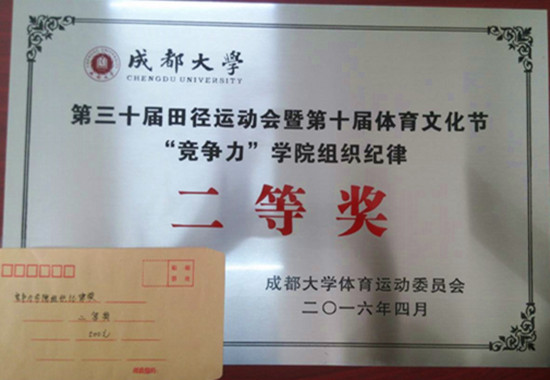 成都大学
CHENGDU UNIVERSITY
第三十届田径运动会暨第十届体育文化节
“竞争力”学院组织纪律
二等奖
成都大学体育运动委员会
二〇一六年四月
二等奖